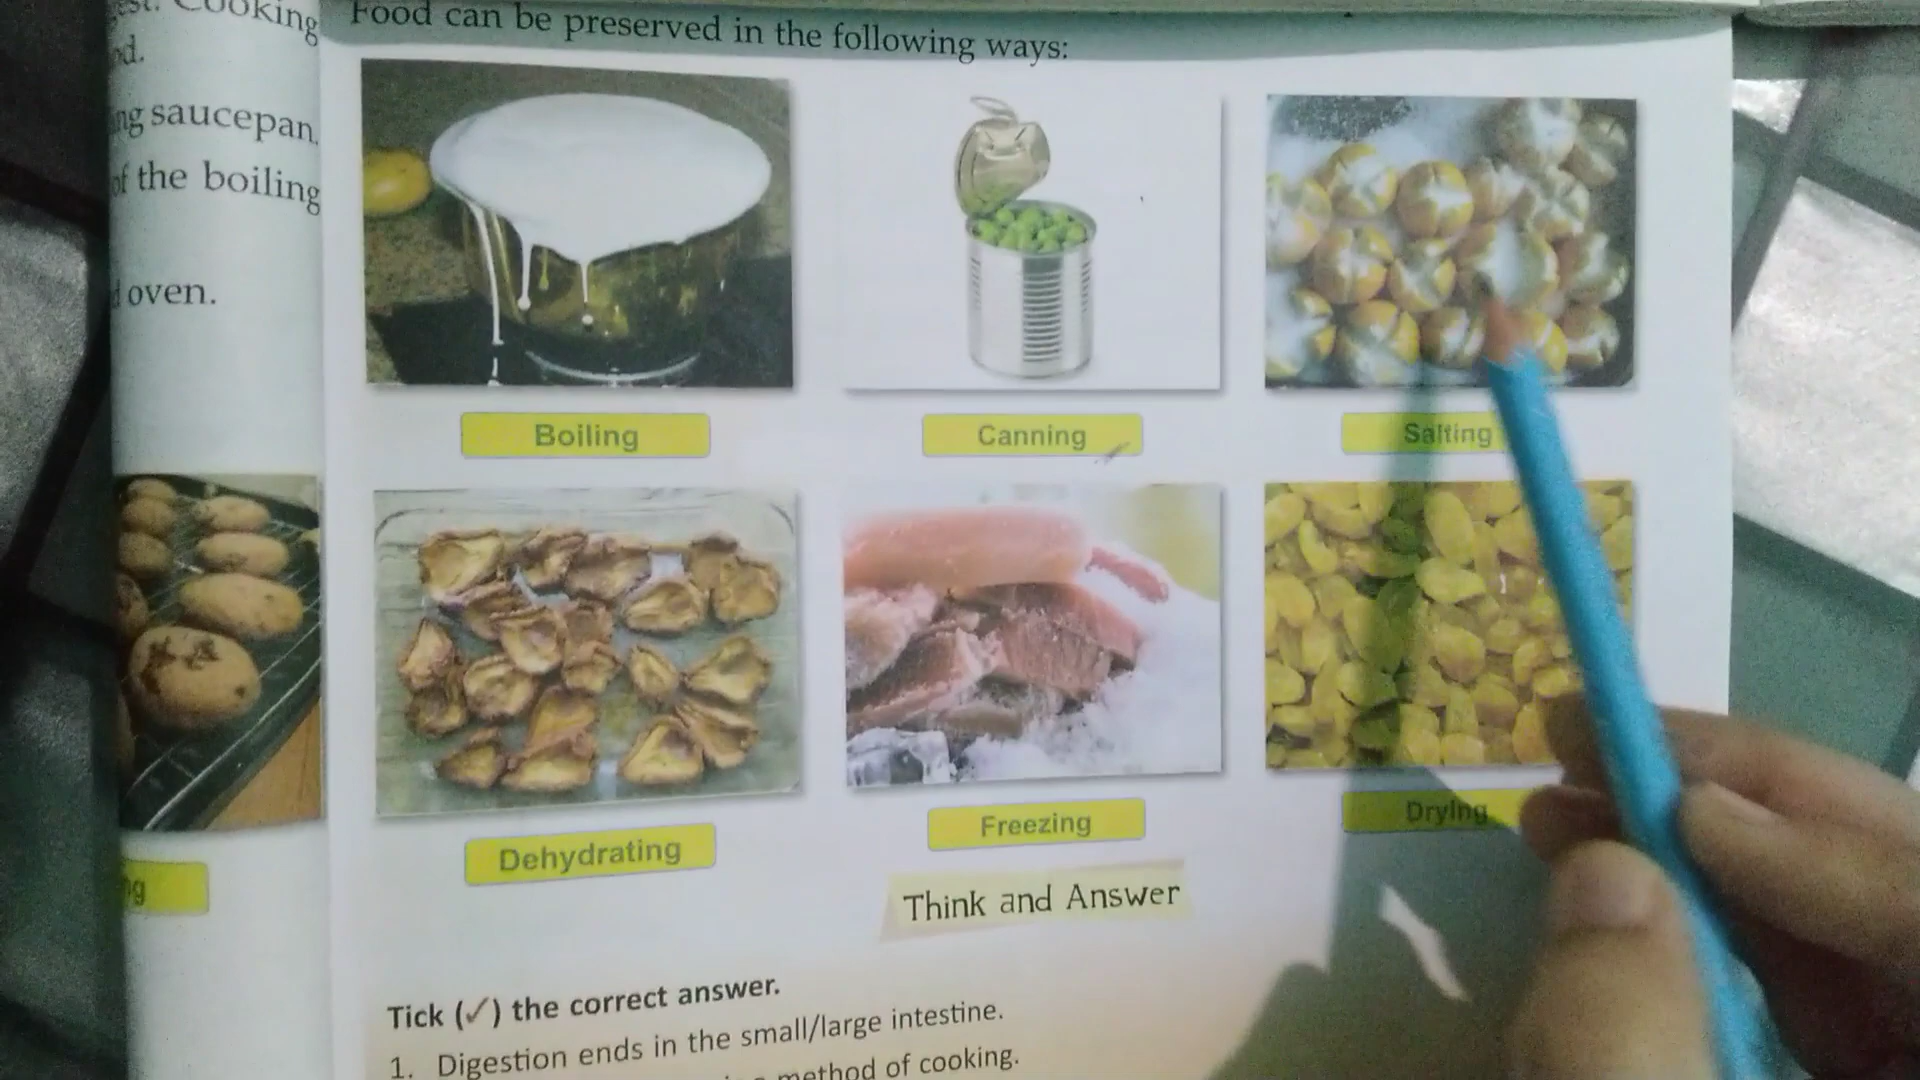 Cooking
Food can be preserved in the following ways:
saucepan.
the boiling
oven.
Boiling
Canning
Salting
Dehydrating
Freezing
Drying
Think and Answer
Tick (✓) the correct answer.
1. Digestion ends in the small/large intestine.
method of cooking.